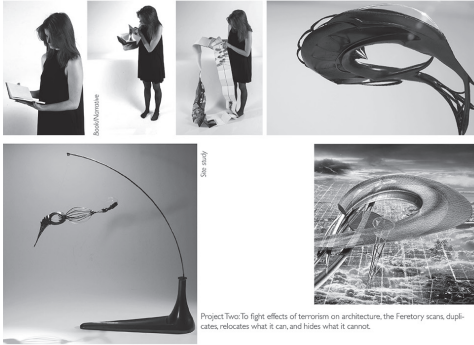 Book/Narrative
Site study
Project Two: To fight effects of terrorism on architecture, the Feretory scans, dupli-
cates, relocates what it can, and hides what it cannot.